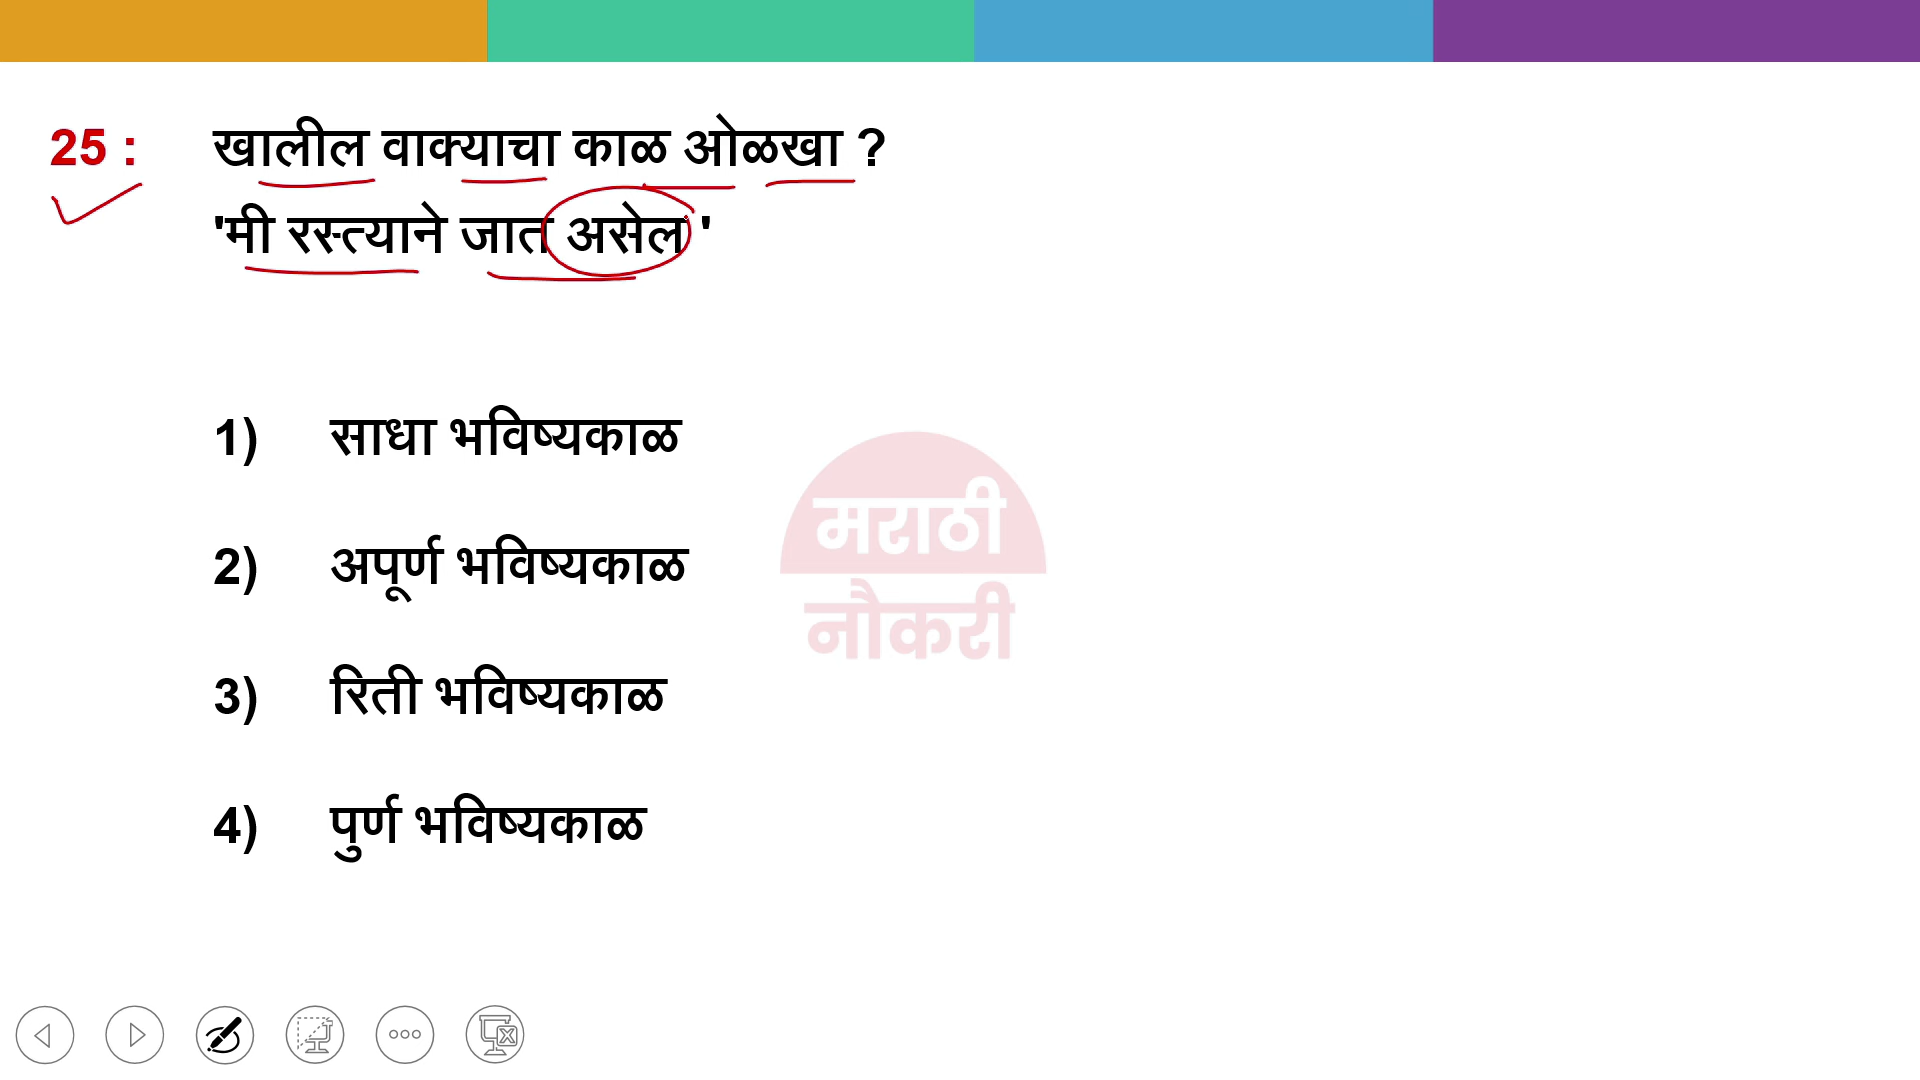 25 : खालील वाक्याचा काळ ओळखा ?
'मी रस्त्याने जात असेल '
1) साधा भविष्यकाळ
2) अपूर्ण भविष्यकाळ
3) रिती भविष्यकाळ
4) पुर्ण भविष्यकाळ
मराठी
नौकरी